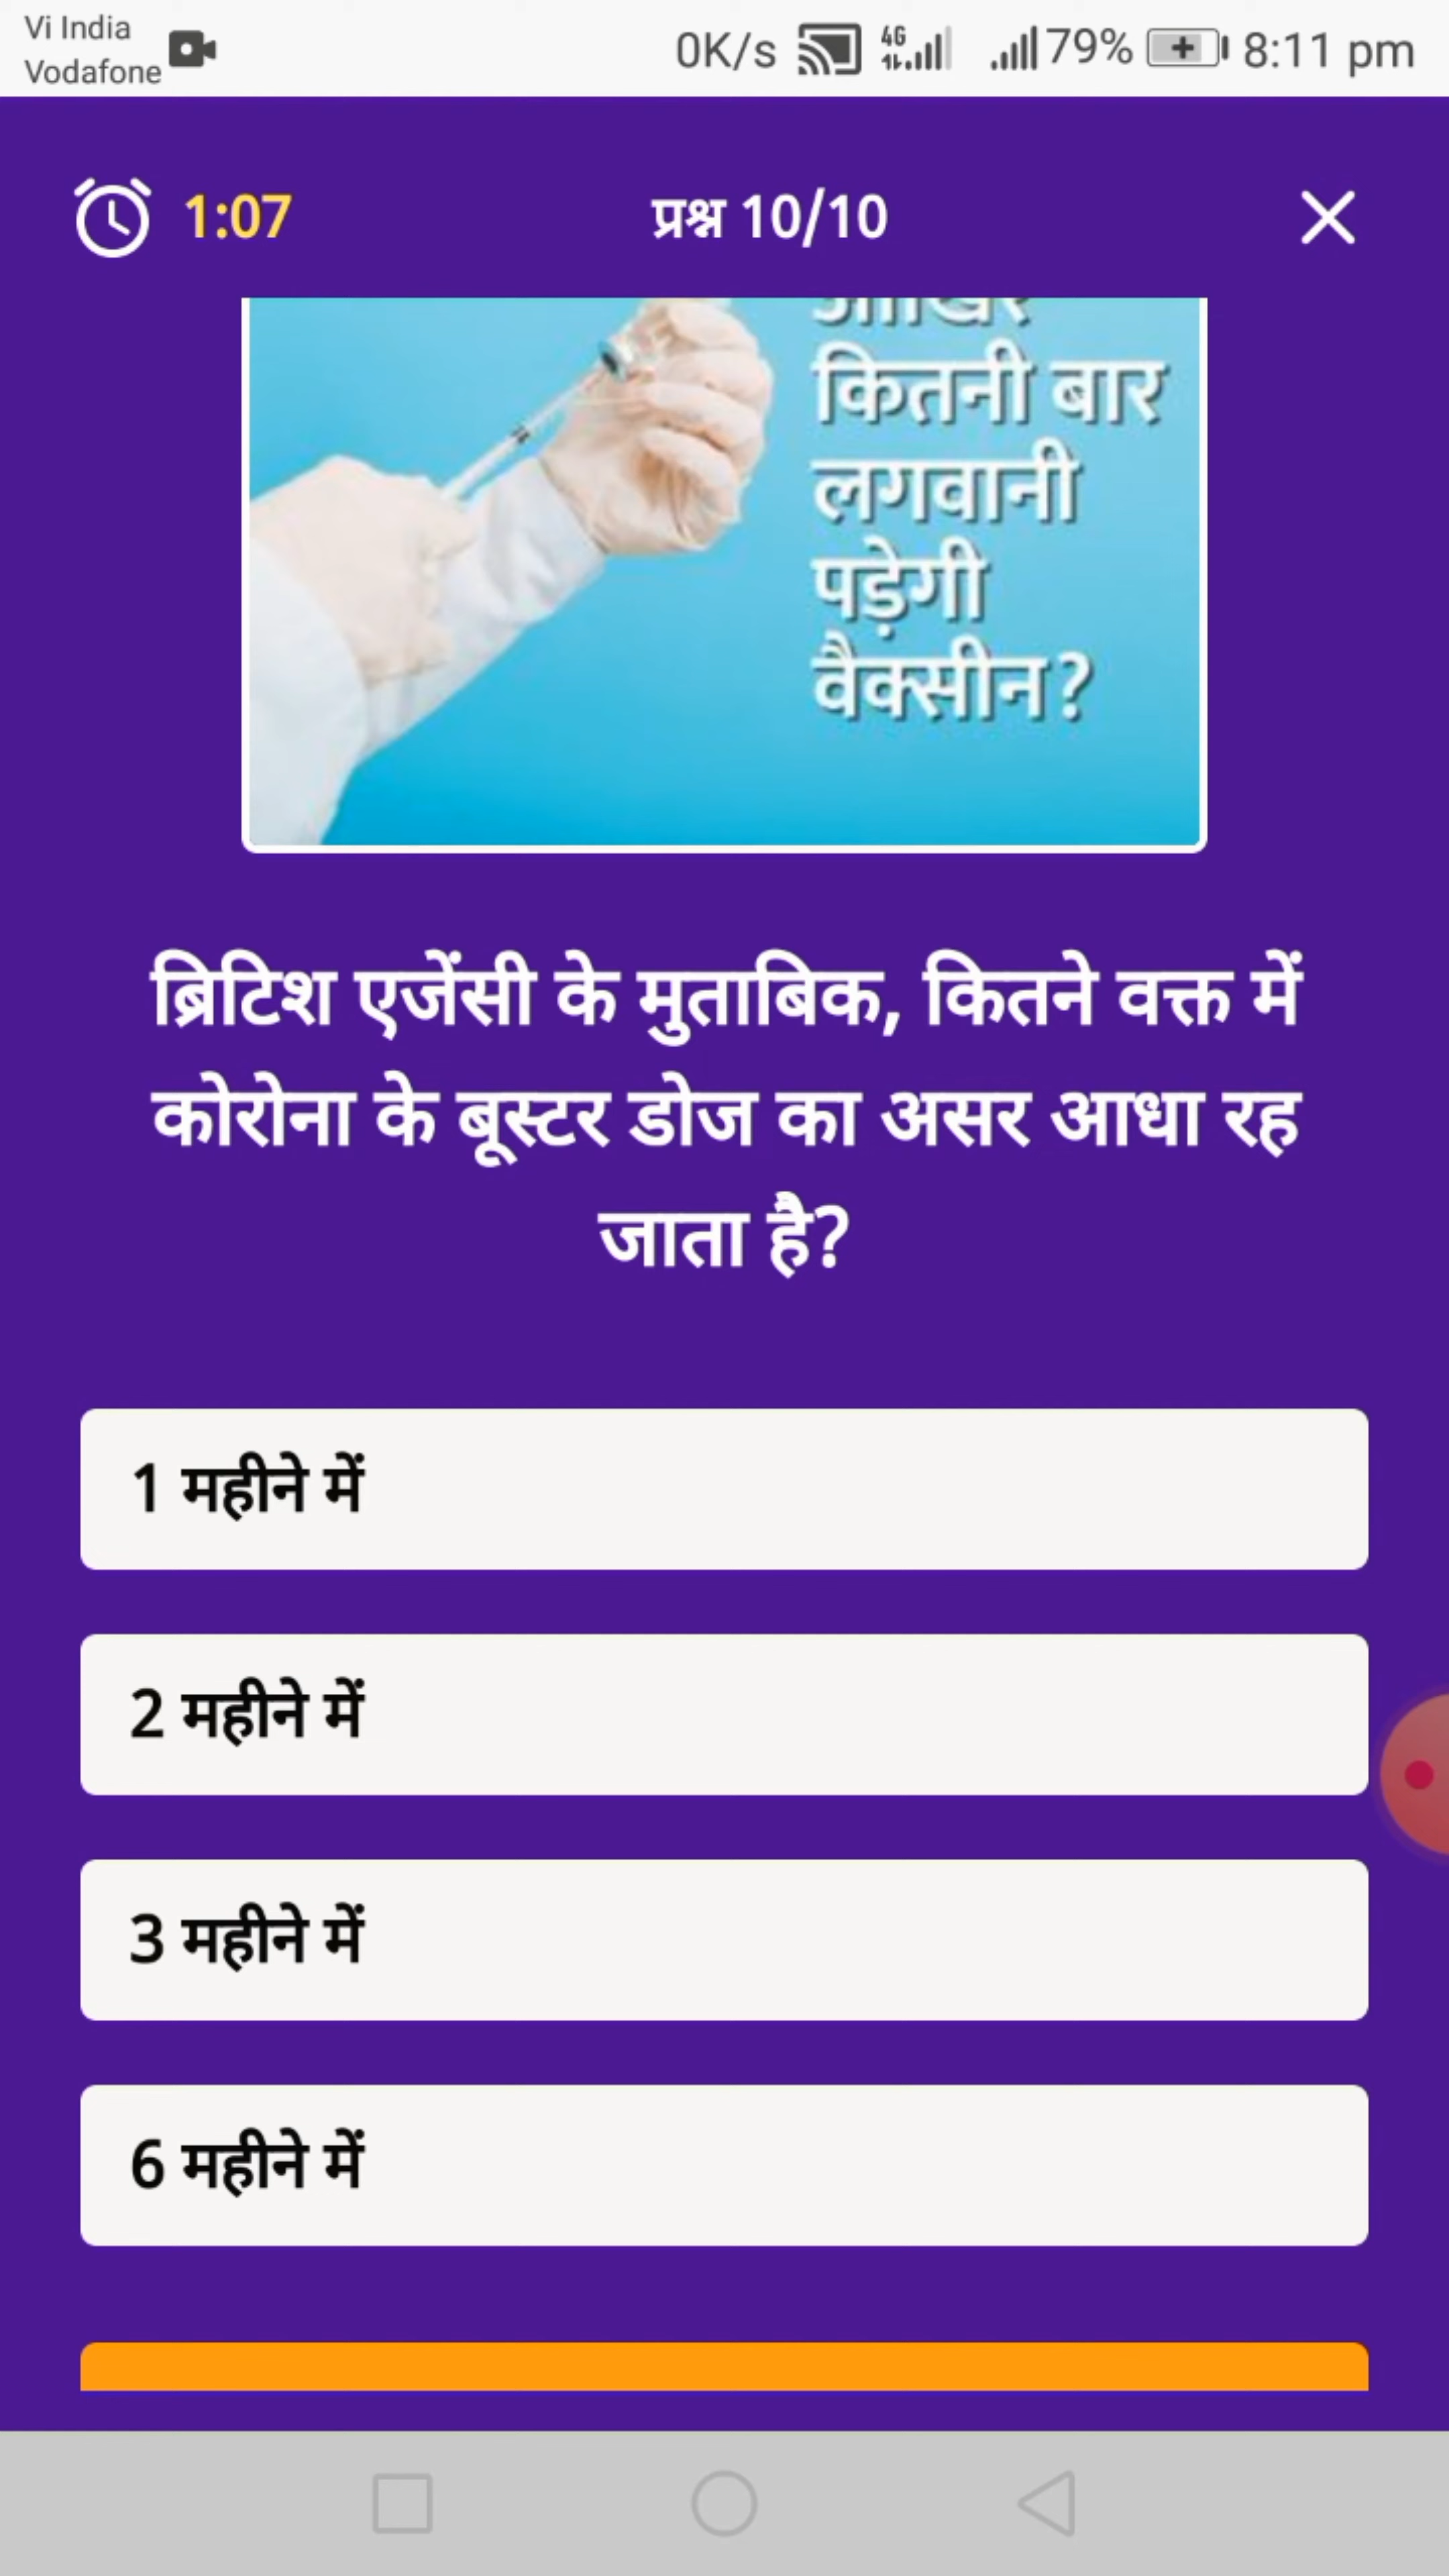 Vi India
Vodafone
0K/s 4G 79% 8:11 pm
1:07 प्रश्न 10/10
कितनी बार
लगवानी
पड़ेगी
वैक्सीन?
ब्रिटिश एजेंसी के मुताबिक, कितने वक्त में
कोरोना के बूस्टर डोज का असर आधा रह
जाता है?
1 महीने में
2 महीने में
3 महीने में
6 महीने में